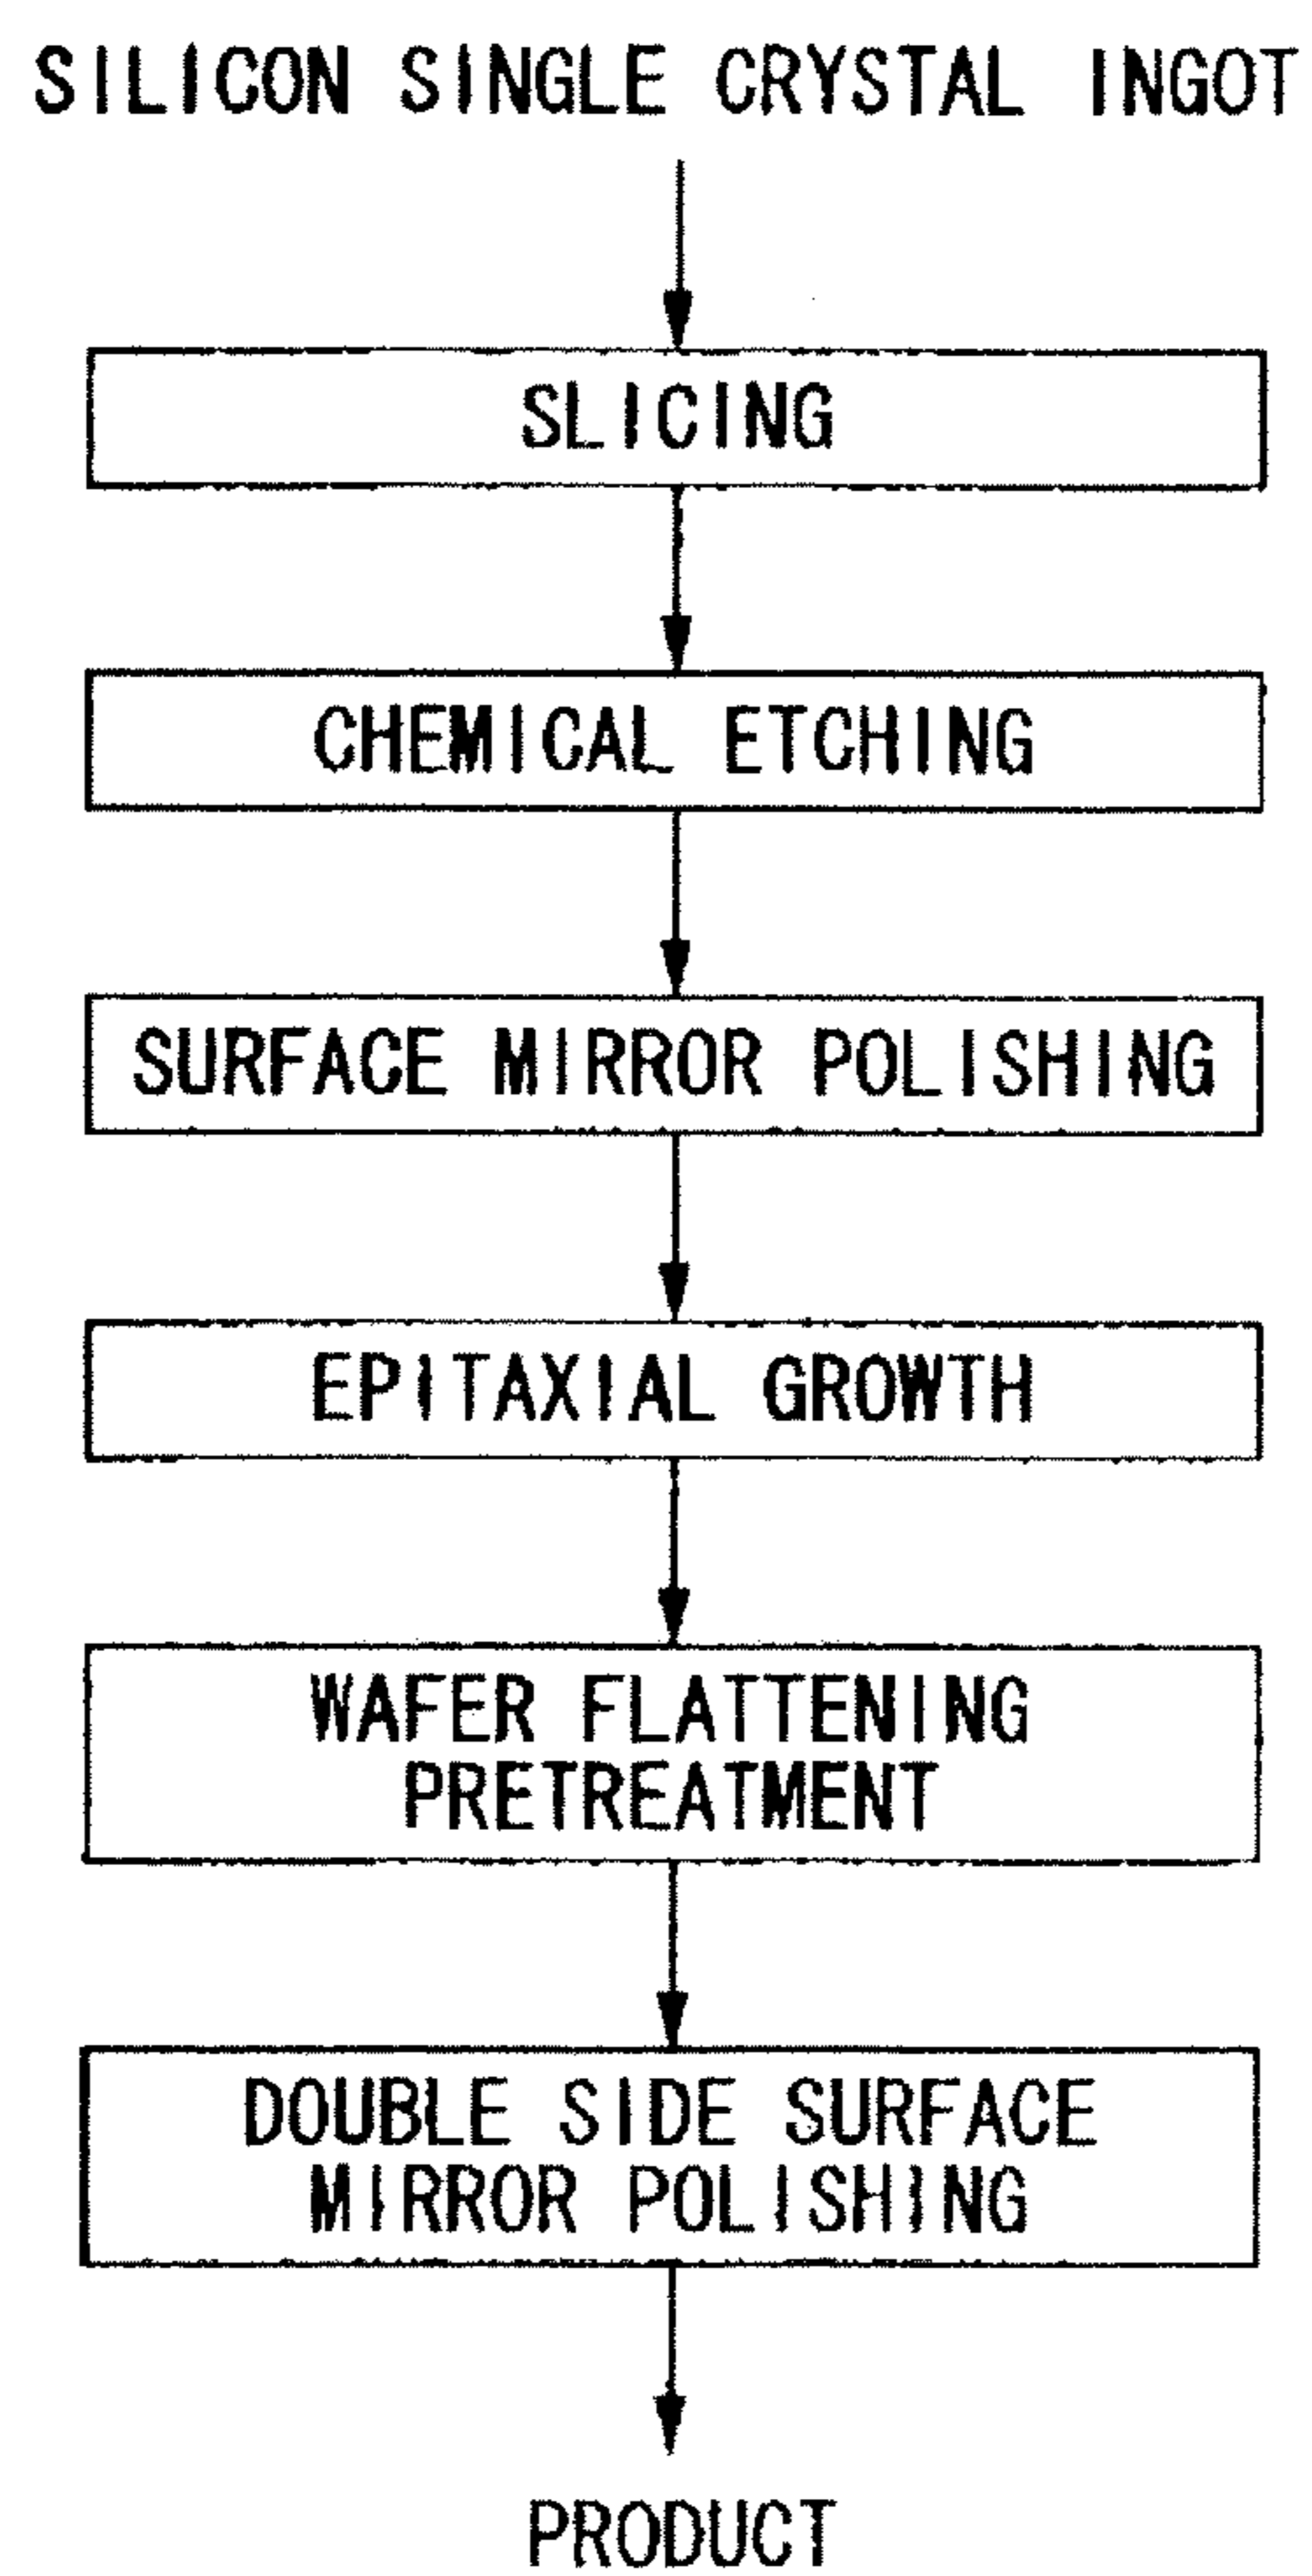 SILICON SINGLE CRYSTAL INGOT
SLICING
CHEMICAL ETCHING
SURFACE MIRROR POLISHING
EPITAXIAL GROWTH
WAFER FLATTENING
PRETREATMENT
DOUBLE SIDE SURFACE
MIRROR POLISHING
PRODUCT